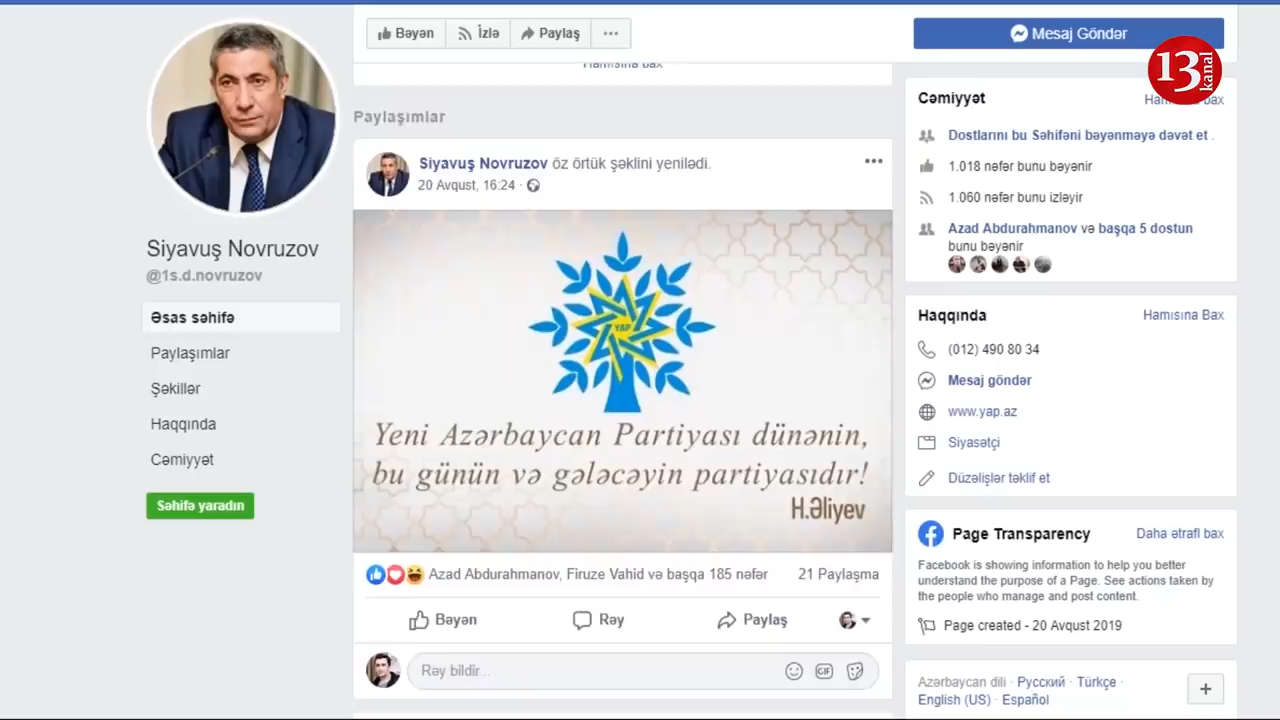 Bəyən
İzlə
Paylaş
Mesaj Göndər
13
kanal
Hamısına bax
Siyavuş Novruzov
@1s.d.novruzov
Əsas səhifə
Paylaşımlar
Şəkillər
Haqqında
Cəmiyyət
Səhifə yaradın
Paylaşımlar
Siyavuş Novruzov öz örtük şəklini yenilədi.
20 Avqust, 16:24 ·
YAP
Yeni Azərbaycan Partiyası dünənin,
bu günün və gələcəyin partiyasıdır!
H.Əliyev
Azad Abdurahmanov, Firuze Vahid və başqa 185 nəfər
21 Paylaşma
Bəyən
Rəy
Paylaş
Rəy bildir...
GIF
Cəmiyyət
bax
Dostlarını bu Səhifəni bəyənməyə dəvət et .
1.018 nəfər bunu bəyənir
1.060 nəfər bunu izləyir
Azad Abdurahmanov və başqa 5 dostun
bunu bəyənir
Haqqında
Hamısına Bax
(012) 490 80 34
Mesaj göndər
www.yap.az
Siyasətçi
Düzəlişlər təklif et
Page Transparency
Daha ətraflı bax
Facebook is showing information to help you better
understand the purpose of a Page. See actions taken by
the people who manage and post content.
Page created - 20 Avqust 2019
Azərbaycan dili · Русский · Türkçe ·
English (US) · Español